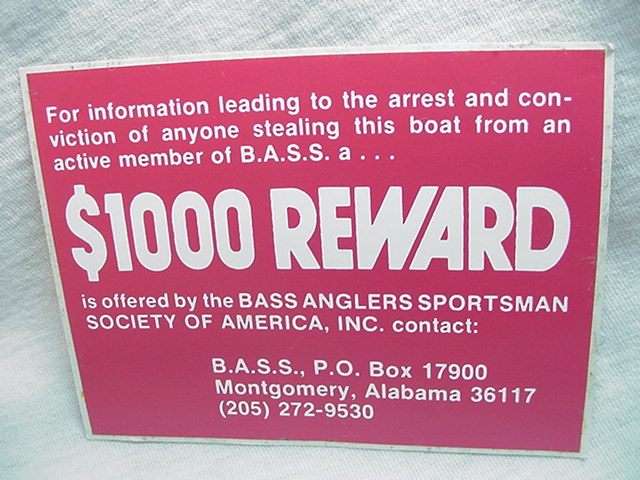 For information leading to the arrest and con-
viction of anyone stealing this boat from an
active member of B.A.S.S. a . . .
$1000 REWARD
is offered by the BASS ANGLERS SPORTSMAN
SOCIETY OF AMERICA, INC. contact:
B.A.S.S., P.O. Box 17900
Montgomery, Alabama 36117
(205) 272-9530